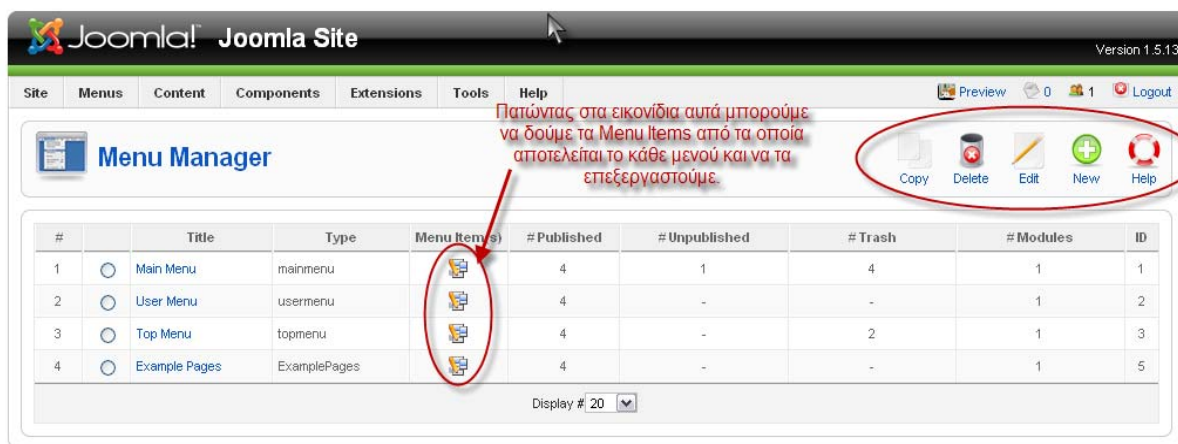 Joomla! Joomla Site
Version 1.5.13
Site Menus Content Components Extensions Tools Help Preview 0 1 Logout
Πατώντας στα εικονίδια αυτά μπορούμε
να δούμε τα Menu Items από τα οποία
αποτελείται το κάθε μενού και να τα
επεξεργαστούμε.
Menu Manager
Copy Delete Edit New Help
# Title Type Menu Item(s) # Published # Unpublished # Trash # Modules ID
1 Main Menu mainmenu 4 1 4 1 1
2 User Menu usermenu 4 - - 1 2
3 Top Menu topmenu 4 - 2 1 3
4 Example Pages ExamplePages 4 - - 1 5
Display # 20